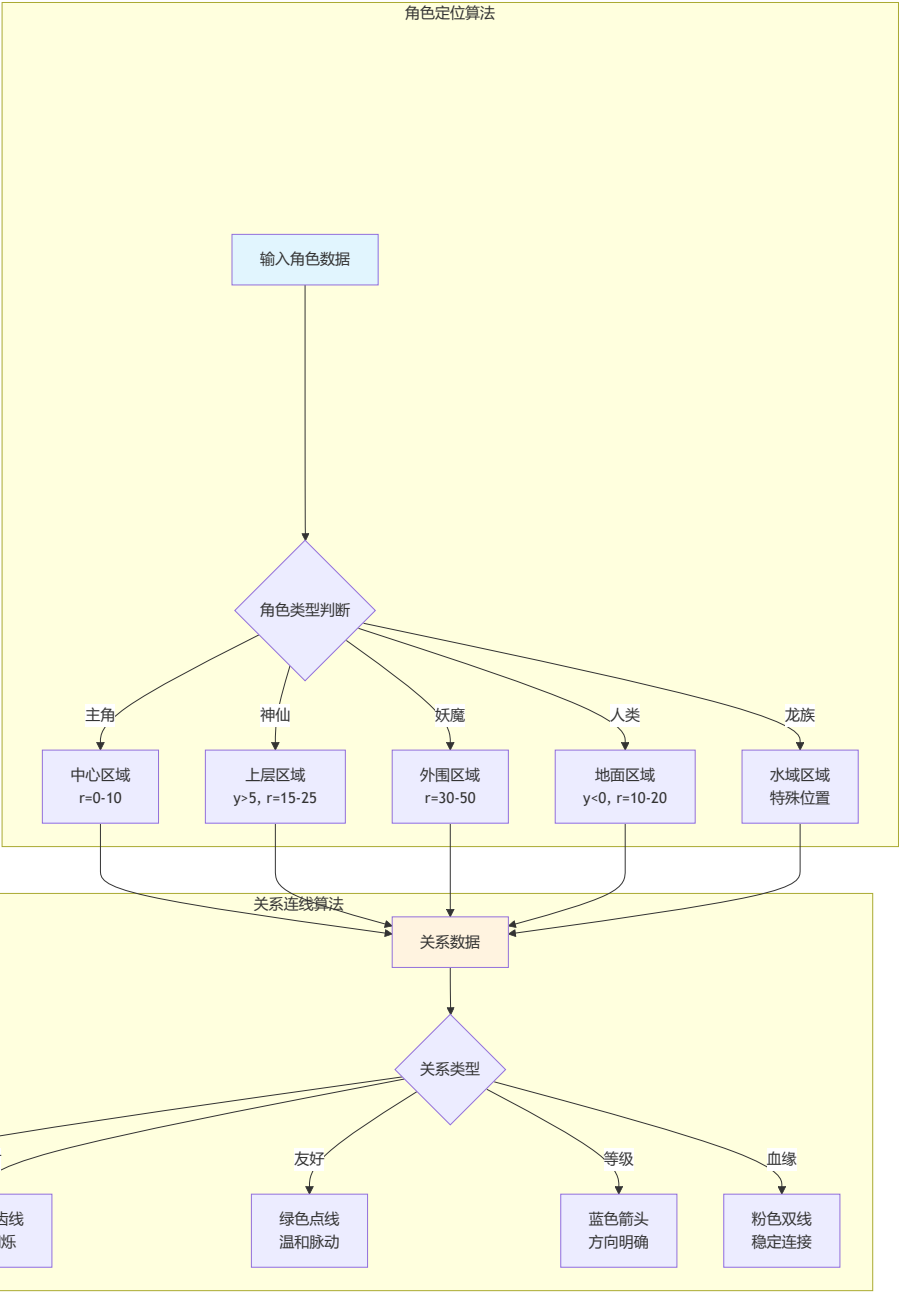 角色定位算法
输入角色数据
角色类型判断
主角
神仙
妖魔
人类
龙族
中心区域
r=0-10
上层区域
y>5, r=15-25
外围区域
r=30-50
地面区域
y<0, r=10-20
水域区域
特殊位置
关系连线算法
关系数据
关系类型
友好
等级
血缘
齿线
烁
绿色点线
温和脉动
蓝色箭头
方向明确
粉色双线
稳定连接